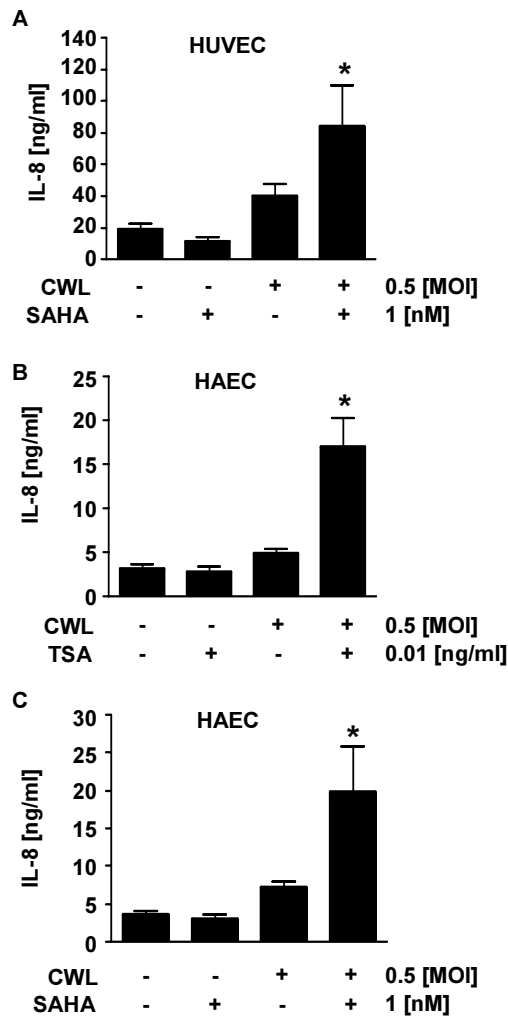 A
HUVEC
IL-8 [ng/ml]
140
120
100
80
60
40
20
0
*
CWL - - + + 0.5 [MOI]
SAHA - + - + 1 [nM]
B
HAEC
IL-8 [ng/ml]
25
20
15
10
5
0
*
CWL - - + + 0.5 [MOI]
TSA - + - + 0.01 [ng/ml]
C
HAEC
IL-8 [ng/ml]
30
25
20
15
10
5
0
*
CWL - - + + 0.5 [MOI]
SAHA - + - + 1 [nM]